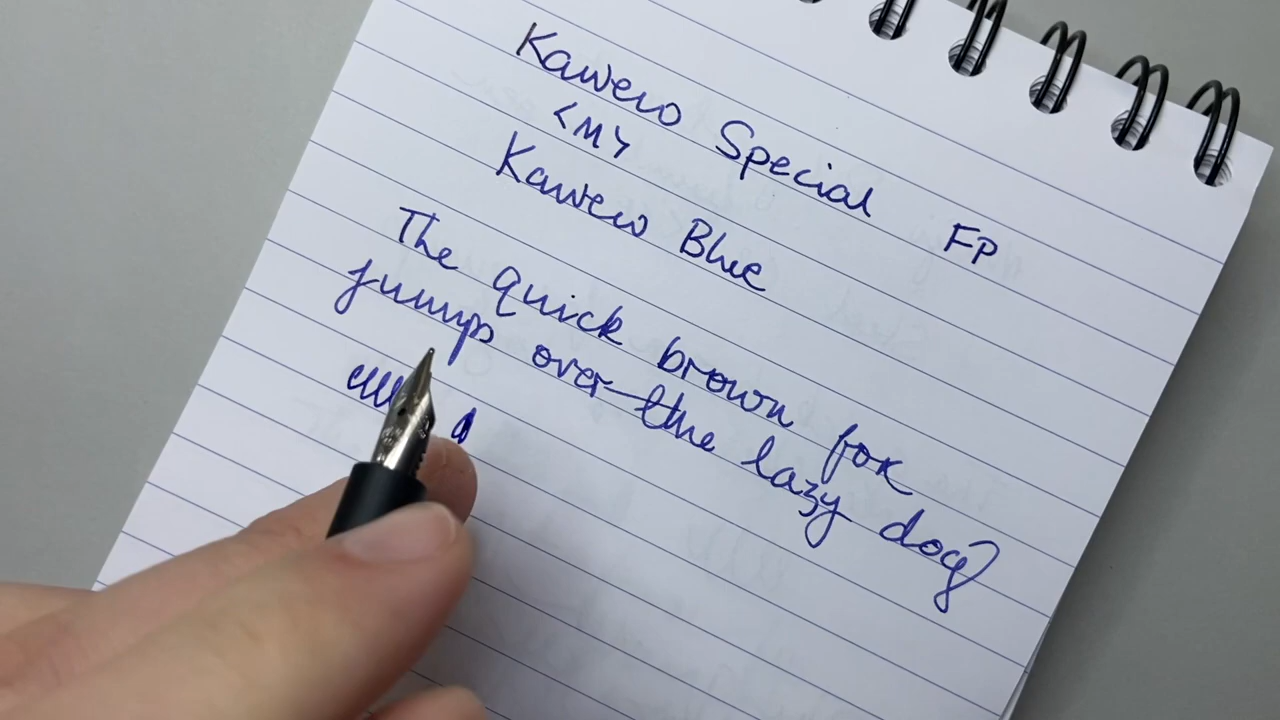 Kaweco Special FP
<M>
Kaweco Blue
The quick brown fox
jumps over the lazy dog